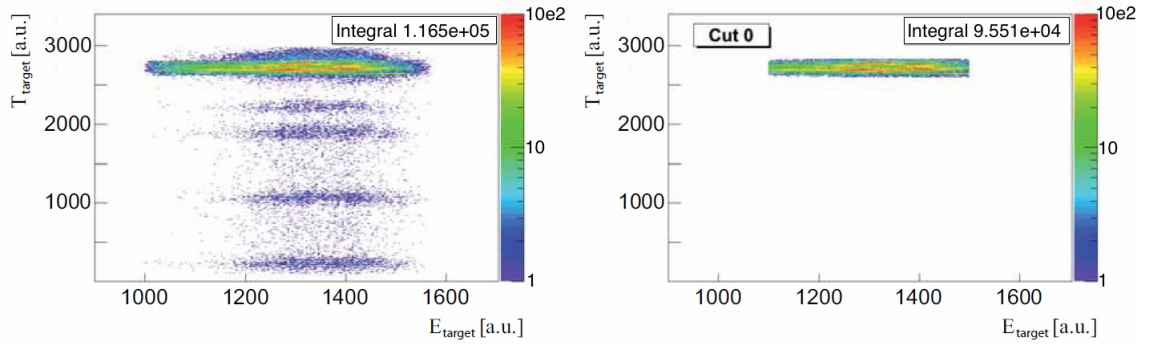 Integral 1.165e+05
10e2
3000
2000
1000
10
1
T target [a.u.]
1000 1200 1400 1600
E target [a.u.]
Cut 0
Integral 9.551e+04
10e2
3000
2000
1000
10
1
T target [a.u.]
1000 1200 1400 1600
E target [a.u.]